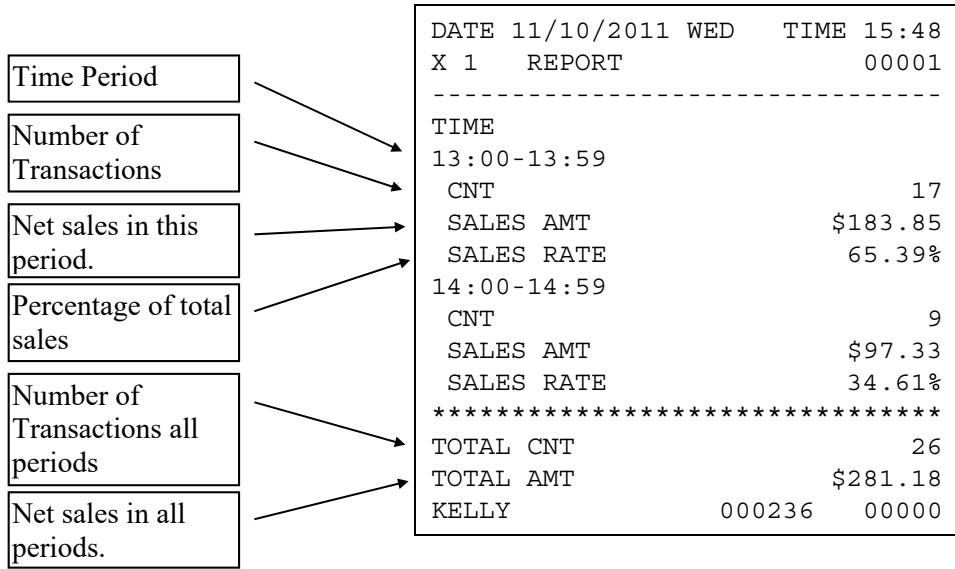 Time Period
Number of
Transactions
Net sales in this
period.
Percentage of total
sales
Number of
Transactions all
periods
Net sales in all
periods.
DATE 11/10/2011 WED TIME 15:48
X 1 REPORT 00001
--------------------------------
TIME
13:00-13:59
CNT 17
SALES AMT $183.85
SALES RATE 65.39%
14:00-14:59
CNT 9
SALES AMT $97.33
SALES RATE 34.61%
********************************
TOTAL CNT 26
TOTAL AMT $281.18
KELLY 000236 00000